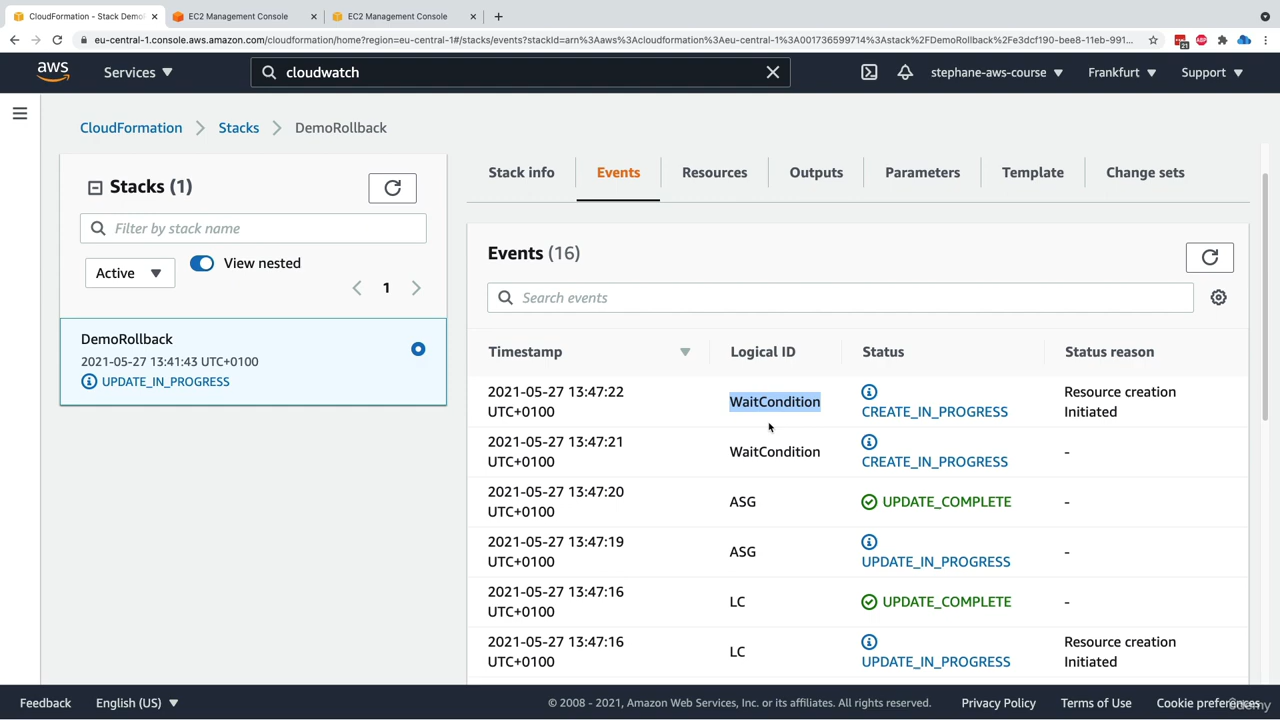 CloudFormation - Stack Demo
EC2 Management Console
EC2 Management Console
eu-central-1.console.aws.amazon.com/cloudformation/home?region=eu-central-1#/stacks/events?stackId=arn%3Aaws%3Acloudformation%3Aeu-central-1%3A001736599714%3Astack%2FDemoRollback%2Fe3dcf190-bee8-11eb-991...
21
ABP
aws
Services
cloudwatch
stephane-aws-course
Frankfurt
Support
CloudFormation
Stacks
DemoRollback
Stacks (1)
Filter by stack name
Active
View nested
1
DemoRollback
2021-05-27 13:41:43 UTC+0100
UPDATE_IN_PROGRESS
Stack info
Events
Resources
Outputs
Parameters
Template
Change sets
Events (16)
Search events
Timestamp
Logical ID
Status
Status reason
2021-05-27 13:47:22
UTC+0100
WaitCondition
CREATE_IN_PROGRESS
Resource creation
Initiated
2021-05-27 13:47:21
UTC+0100
WaitCondition
CREATE_IN_PROGRESS
-
2021-05-27 13:47:20
UTC+0100
ASG
UPDATE_COMPLETE
-
2021-05-27 13:47:19
UTC+0100
ASG
UPDATE_IN_PROGRESS
-
2021-05-27 13:47:16
UTC+0100
LC
UPDATE_COMPLETE
-
2021-05-27 13:47:16
UTC+0100
LC
UPDATE_IN_PROGRESS
Resource creation
Initiated
Feedback
English (US)
© 2008 - 2021, Amazon Web Services, Inc. or its affiliates. All rights reserved.
Privacy Policy
Terms of Use
Cookie preferences
Udemy